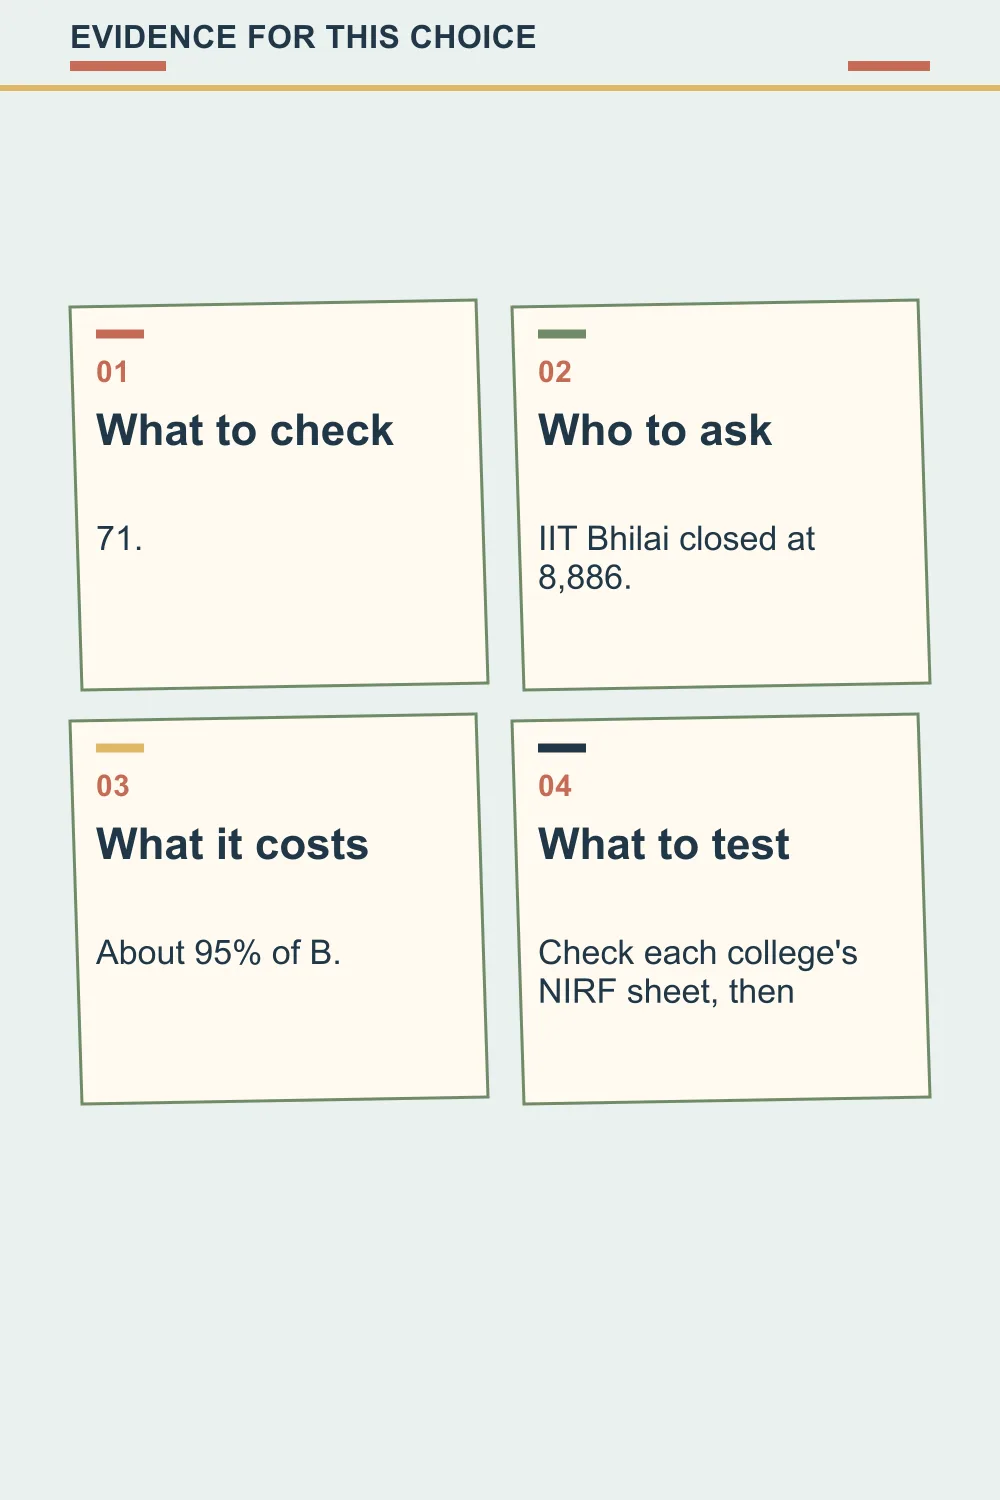 EVIDENCE FOR THIS CHOICE
01
What to check
71.
02
Who to ask
IIT Bhilai closed at
8,886.
03
What it costs
About 95% of B.
04
What to test
Check each college's
NIRF sheet, then